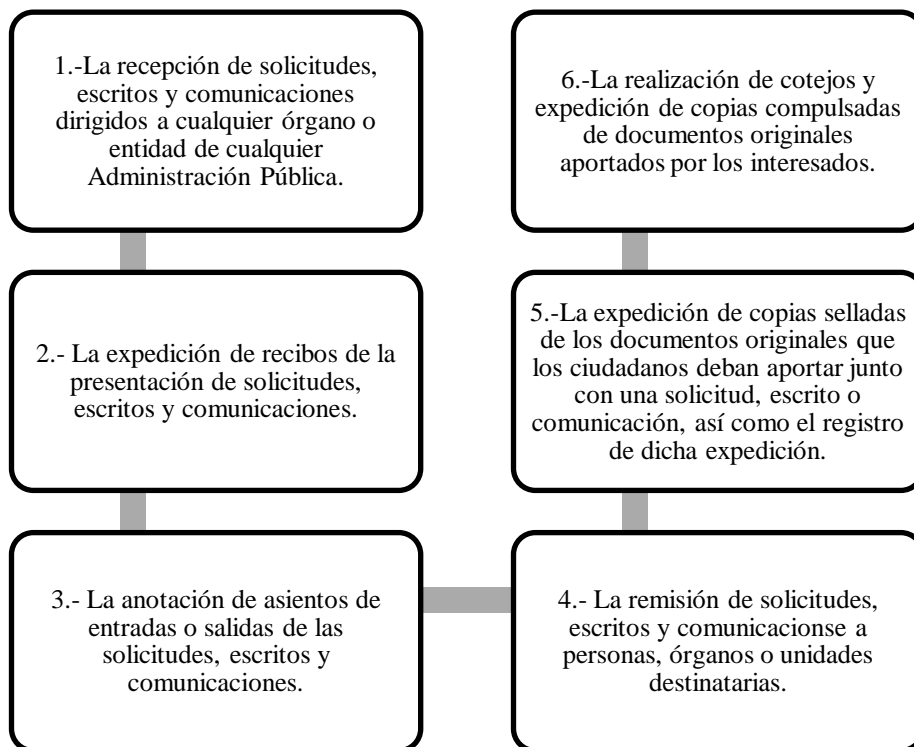 1.-La recepción de solicitudes,
escritos y comunicaciones
dirigidos a cualquier órgano o
entidad de cualquier
Administración Pública.
2.- La expedición de recibos de la
presentación de solicitudes,
escritos y comunicaciones.
3.- La anotación de asientos de
entradas o salidas de las
solicitudes, escritos y
comunicaciones.
4.- La remisión de solicitudes,
escritos y comunicacionse a
personas, órganos o unidades
destinatarias.
5.-La expedición de copias selladas
de los documentos originales que
los ciudadanos deban aportar junto
con una solicitud, escrito o
comunicación, así como el registro
de dicha expedición.
6.-La realización de cotejos y
expedición de copias compulsadas
de documentos originales
aportados por los interesados.